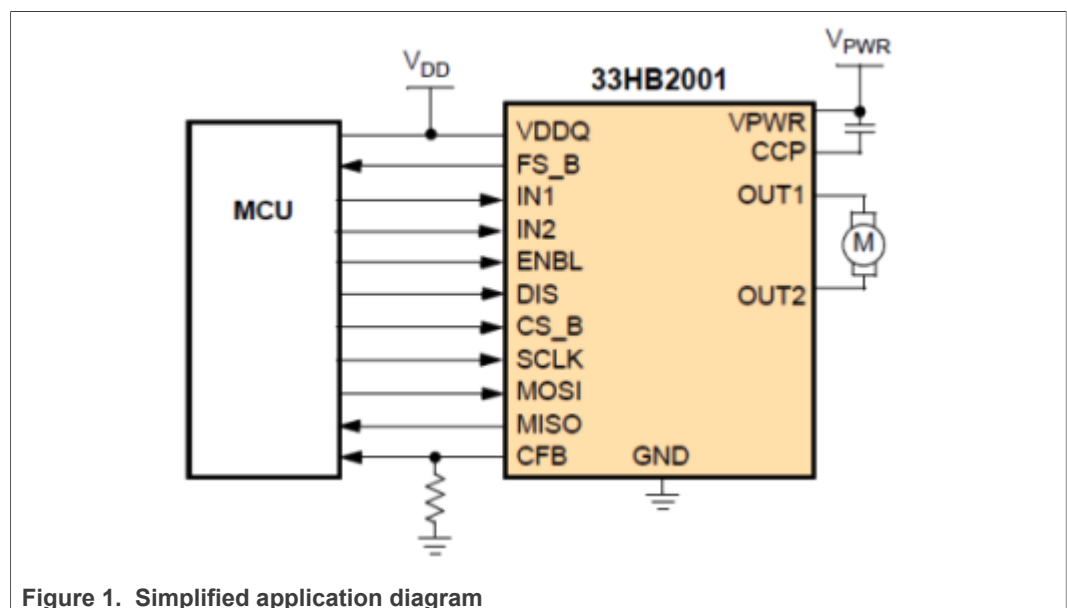 V_DD
V_PWR
33HB2001
MCU
VDDQ
FS_B
IN1
IN2
ENBL
DIS
CS_B
SCLK
MOSI
MISO
CFB
GND
VPWR
CCP
OUT1
M
OUT2
Figure 1. Simplified application diagram